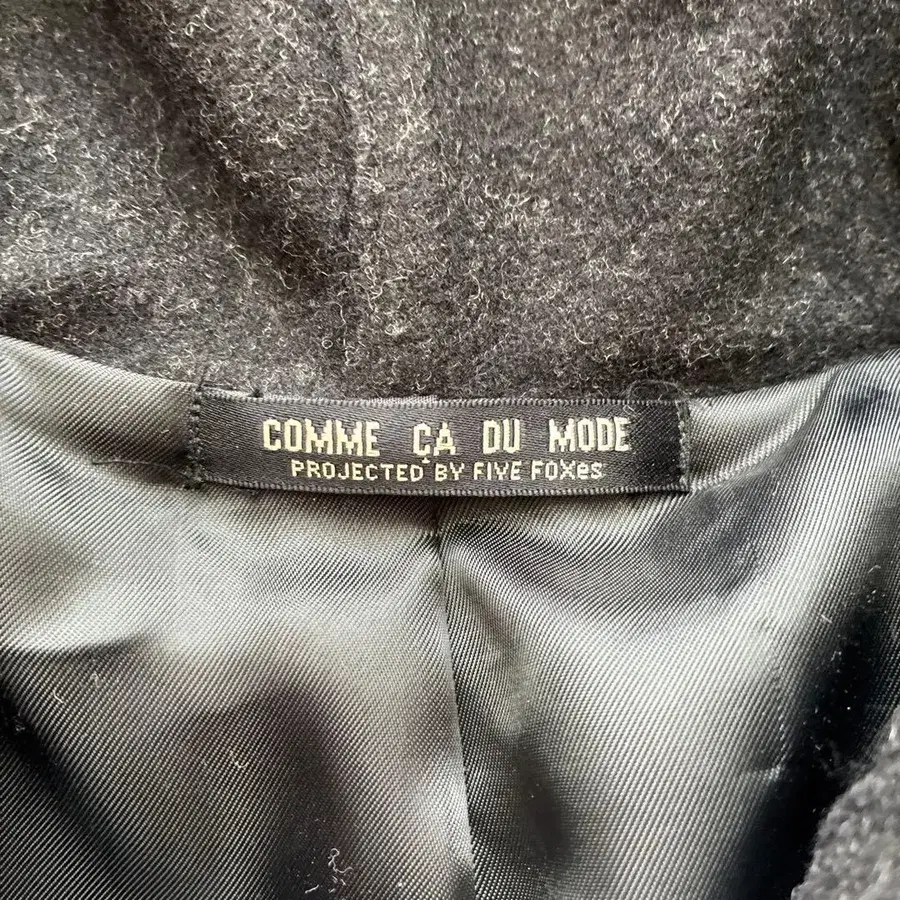 COMME ÇA DU MODE
PROJECTED BY FIVE FOXes